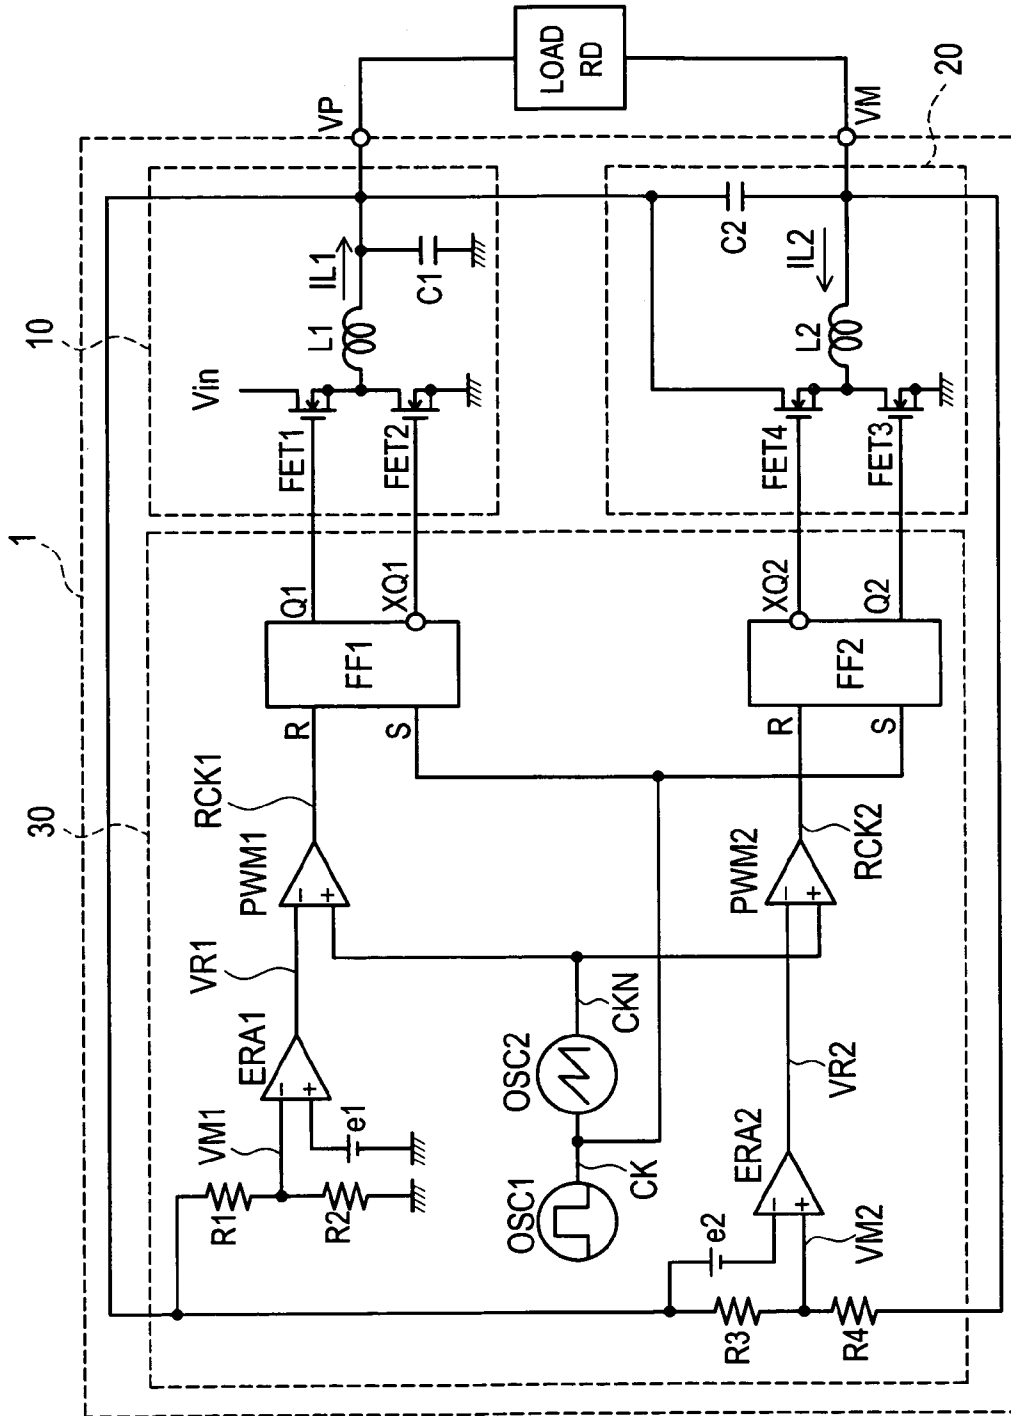 1
10
20
30
Vin
VP
VM
LOAD
RD
FET1
FET2
L1
IL1
C1
FET4
FET3
L2
IL2
C2
Q1
XQ1
FF1
R
S
XQ2
Q2
FF2
R
S
RCK1
PWM1
-
+
RCK2
PWM2
-
+
VR1
ERA1
-
+
VM1
e1
R1
R2
CKN
OSC2
CK
OSC1
VR2
ERA2
-
+
VM2
e2
R3
R4